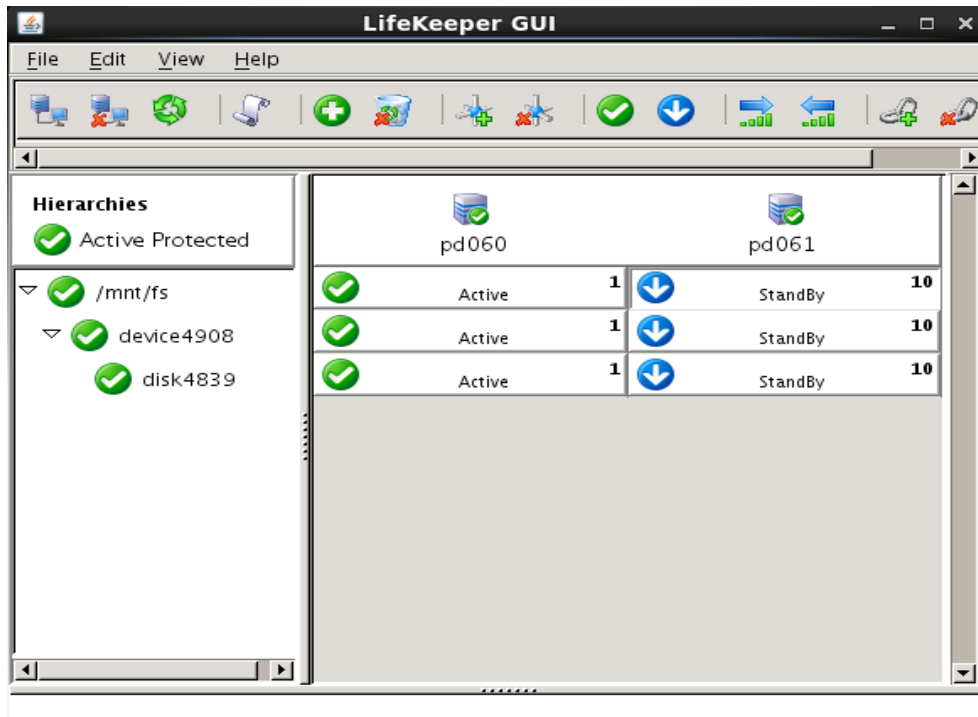 LifeKeeper GUI
File Edit View Help
Hierarchies
Active Protected
pd060 pd061
/mnt/fs Active 1 StandBy 10
device4908 Active 1 StandBy 10
disk4839 Active 1 StandBy 10